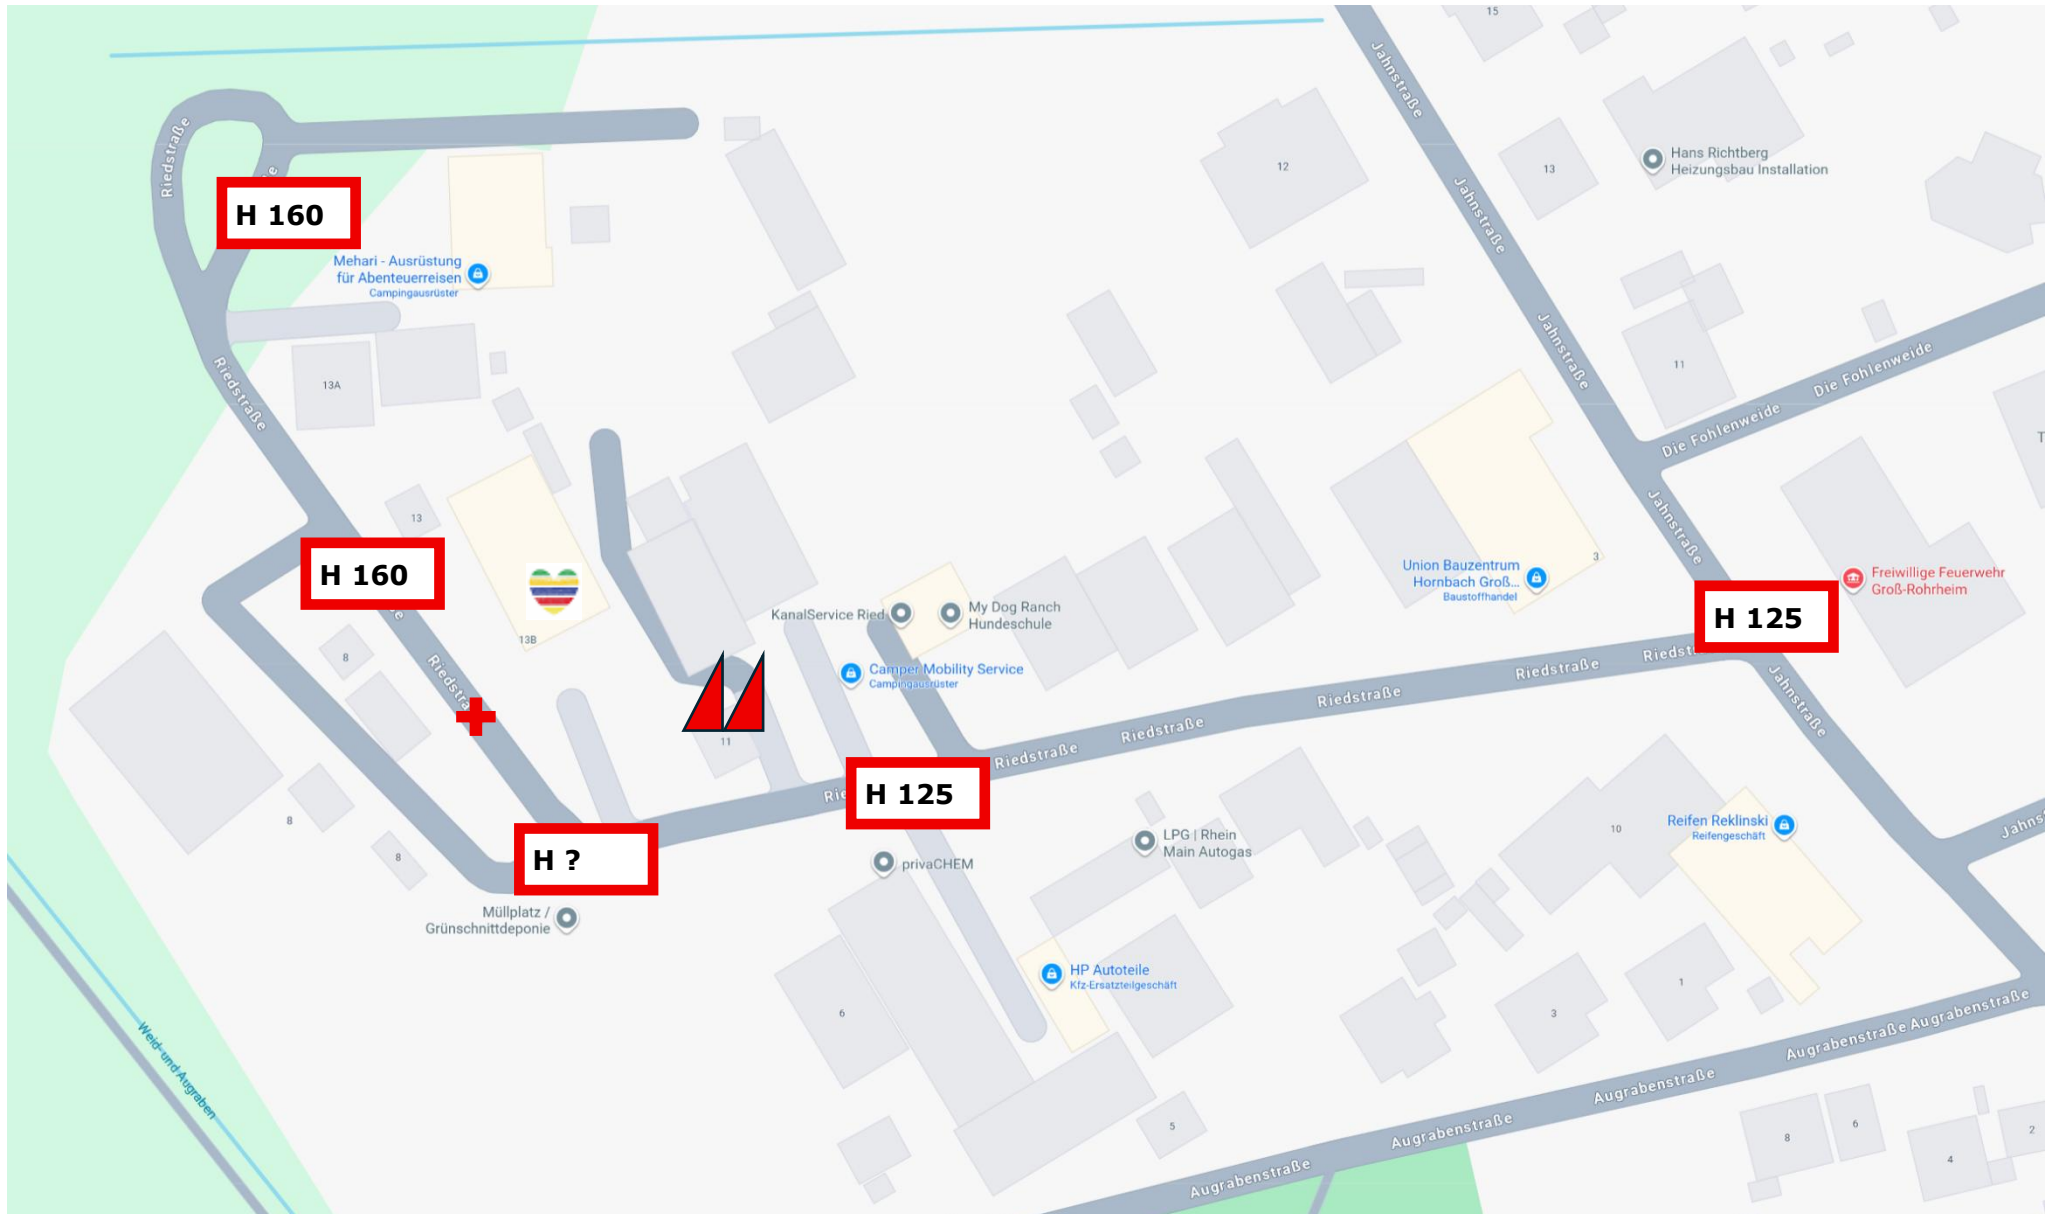 15
Jahnstraße
Riedstraße
Hans Richtberg
Heizungsbau Installation
12
13
Jahnstraße
H 160
Mehari - Ausrüstung
für Abenteuerreisen
Campingausrüster
Jahnstraße
11
Die Fohlenweide
Die Fohlenweide
13A
Riedstraße
Jahnstraße
13
3
Union Bauzentrum
Hornbach Groß...
Baustoffhandel
Freiwillige Feuerwehr
Groß-Rohrheim
H 160
H 125
KanalService Ried
My Dog Ranch
Hundeschule
13B
8
Camper Mobility Service
Campingausrüster
Riedstraße
Riedstraße
Riedstraße
Riedstraße
Jahnstraße
11
Riedstraße
H 125
8
LPG | Rhein
Main Autogas
10
Reifen Reklinski
Reifengeschäft
8
H ?
privaCHEM
Müllplatz /
Grünschnittdeponie
HP Autoteile
Kfz-Ersatzteilgeschäft
6
3
1
Weid-und Augraben
Augrabenstraße
Augrabenstraße
Augrabenstraße
Augrabenstraße
Augrabenstraße
5
8
6
4
2